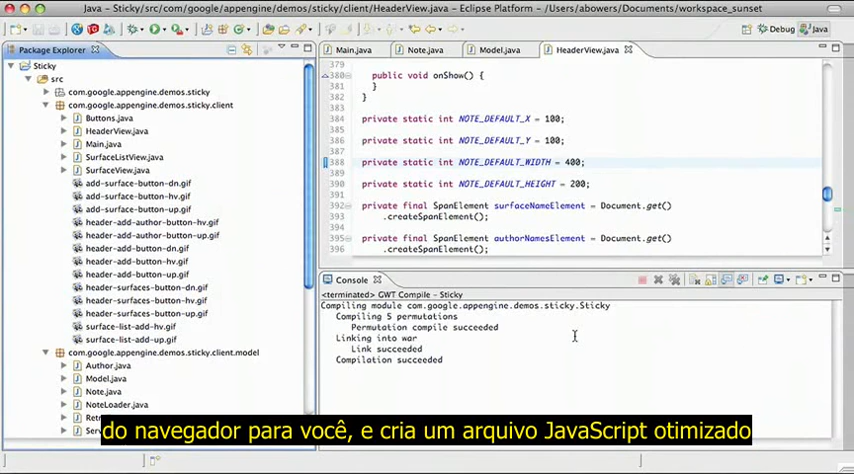 Java - Sticky/src/com/google/appengine/demos/sticky/client/HeaderView.java - Eclipse Platform - /Users/abowers/Documents/workspace_sunset
Debug Java
Package Explorer
Sticky
src
com.google.appengine.demos.sticky
com.google.appengine.demos.sticky.client
Buttons.java
HeaderView.java
Main.java
SurfaceListView.java
SurfaceView.java
add-surface-button-dn.gif
add-surface-button-hv.gif
add-surface-button-up.gif
header-add-author-button-hv.gif
header-add-author-button-up.gif
header-add-button-dn.gif
header-add-button-hv.gif
header-add-button-up.gif
header-surfaces-button-dn.gif
header-surfaces-button-hv.gif
header-surfaces-button-up.gif
surface-list-add-hv.gif
surface-list-add-up.gif
com.google.appengine.demos.sticky.client.model
Author.java
Model.java
Note.java
NoteLoader.java
Main.java Note.java Model.java HeaderView.java
379
380 public void onShow() {
381 }
382 }
383
384 private static int NOTE_DEFAULT_X = 100;
385
386 private static int NOTE_DEFAULT_Y = 100;
387
388 private static int NOTE_DEFAULT_WIDTH = 400;
389
390 private static int NOTE_DEFAULT_HEIGHT = 200;
391
392 private final SpanElement surfaceNameElement = Document.get()
393 .createSpanElement();
394
395 private final SpanElement authorNamesElement = Document.get()
396 .createSpanElement();
Console
<terminated> GWT Compile - Sticky
Compiling module com.google.appengine.demos.sticky.Sticky
Compiling 5 permutations
Permutation compile succeeded
Linking into war
Link succeeded
Compilation succeeded
do navegador para você, e cria um arquivo JavaScript otimizado